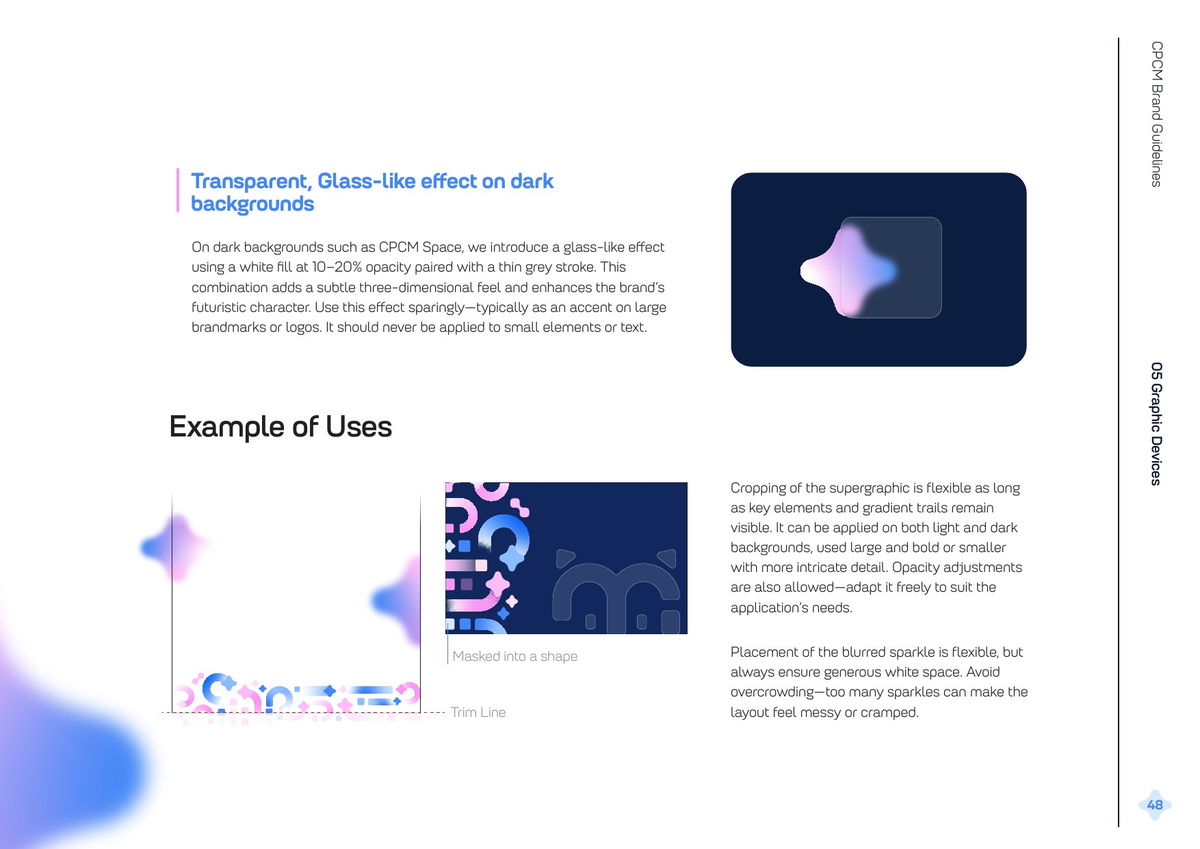 CPCM Brand Guidelines
Transparent, Glass-like effect on dark
backgrounds
On dark backgrounds such as CPCM Space, we introduce a glass-like effect
using a white fill at 10–20% opacity paired with a thin grey stroke. This
combination adds a subtle three-dimensional feel and enhances the brand's
futuristic character. Use this effect sparingly—typically as an accent on large
brandmarks or logos. It should never be applied to small elements or text.
05 Graphic Devices
Example of Uses
Masked into a shape
Trim Line
Cropping of the supergraphic is flexible as long
as key elements and gradient trails remain
visible. It can be applied on both light and dark
backgrounds, used large and bold or smaller
with more intricate detail. Opacity adjustments
are also allowed—adapt it freely to suit the
application's needs.
Placement of the blurred sparkle is flexible, but
always ensure generous white space. Avoid
overcrowding—too many sparkles can make the
layout feel messy or cramped.
48